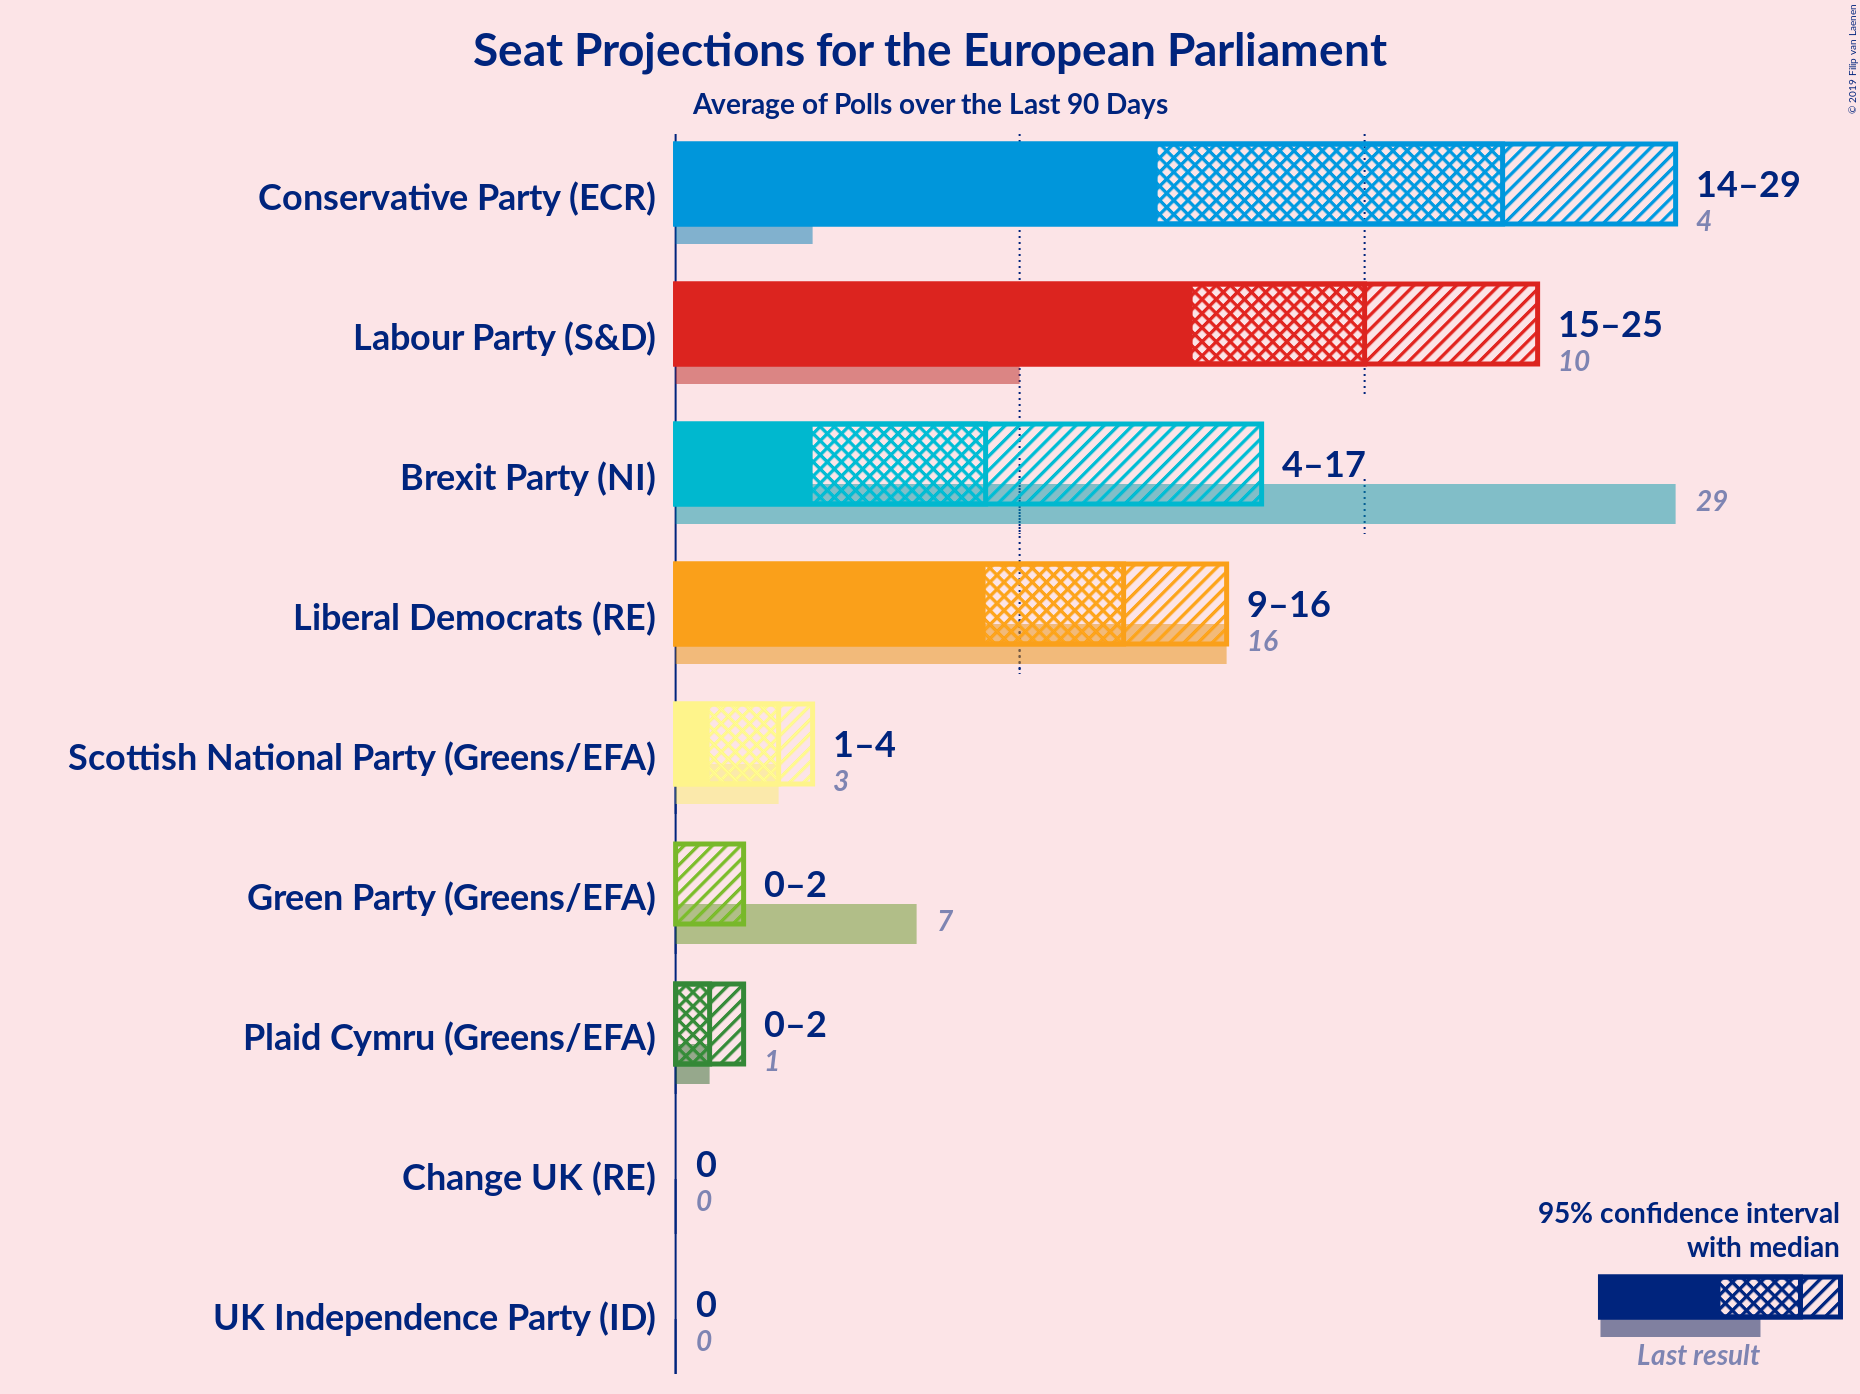 Seat Projections for the European Parliament
Average of Polls over the Last 90 Days
© 2019 Filip van Laenen
Conservative Party (ECR)
14–29
4
Labour Party (S&D)
15–25
10
Brexit Party (NI)
4–17
29
Liberal Democrats (RE)
9–16
16
Scottish National Party (Greens/EFA)
1–4
3
Green Party (Greens/EFA)
0–2
7
Plaid Cymru (Greens/EFA)
0–2
1
Change UK (RE)
0
0
UK Independence Party (ID)
0
0
95% confidence interval
with median
Last result